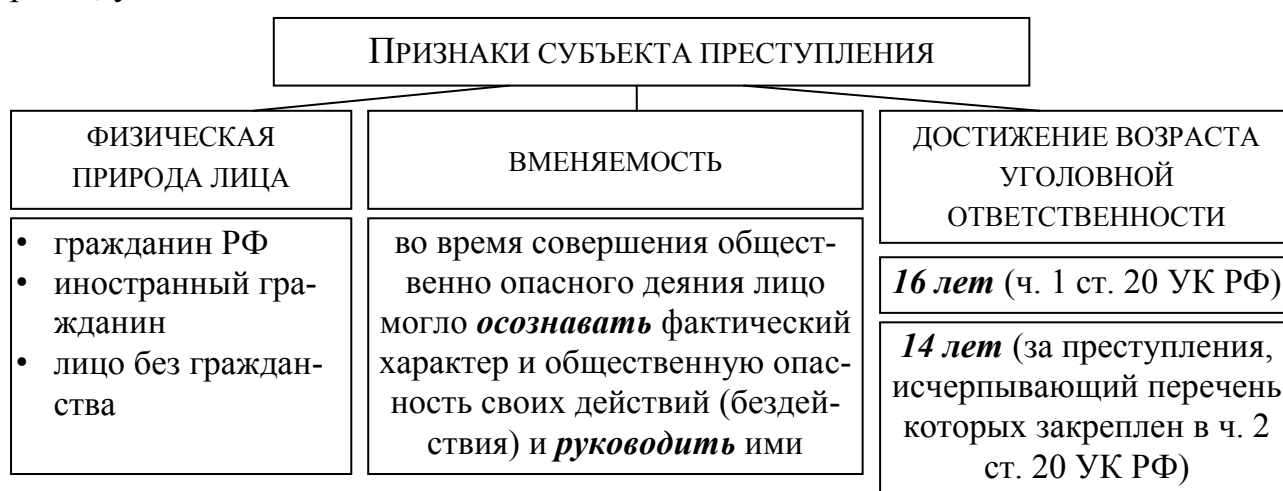 ПРИЗНАКИ СУБЪЕКТА ПРЕСТУПЛЕНИЯ
ФИЗИЧЕСКАЯ
ПРИРОДА ЛИЦА
• гражданин РФ
• иностранный гра-
жданин
• лицо без граждан-
ства
ВМЕНЯЕМОСТЬ
во время совершения общест-
венно опасного деяния лицо
могло осознавать фактический
характер и общественную опас-
ность своих действий (бездей-
ствия) и руководить ими
ДОСТИЖЕНИЕ ВОЗРАСТА
УГОЛОВНОЙ
ОТВЕТСТВЕННОСТИ
16 лет (ч. 1 ст. 20 УК РФ)
14 лет (за преступления,
исчерпывающий перечень
которых закреплен в ч. 2
ст. 20 УК РФ)